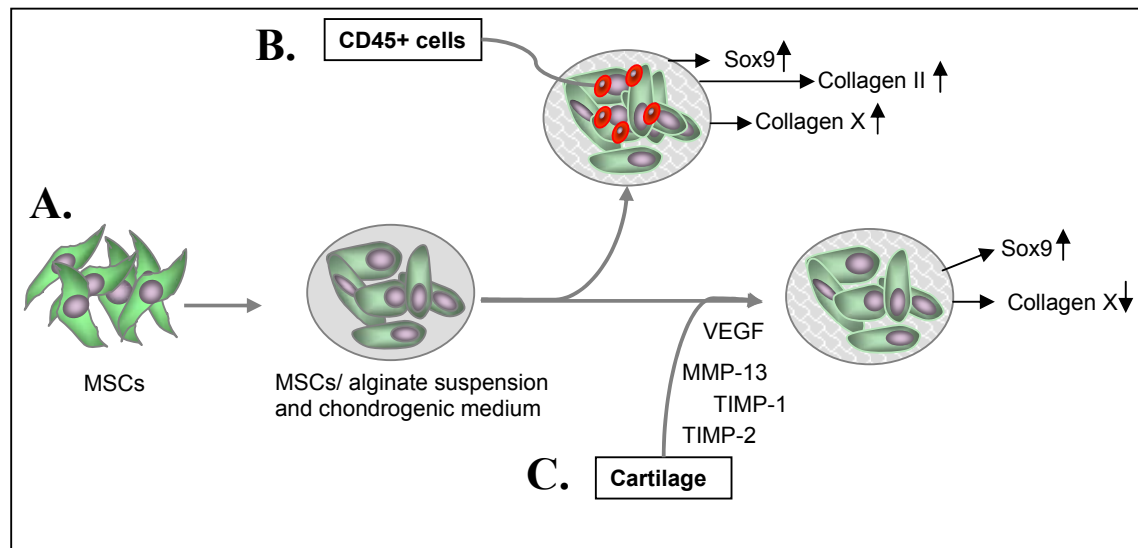 B.
CD45+ cells
Sox9
Collagen II
Collagen X
A.
MSCs
MSCs/ alginate suspension
and chondrogenic medium
VEGF
MMP-13
TIMP-1
TIMP-2
C.
Cartilage
Sox9
Collagen X